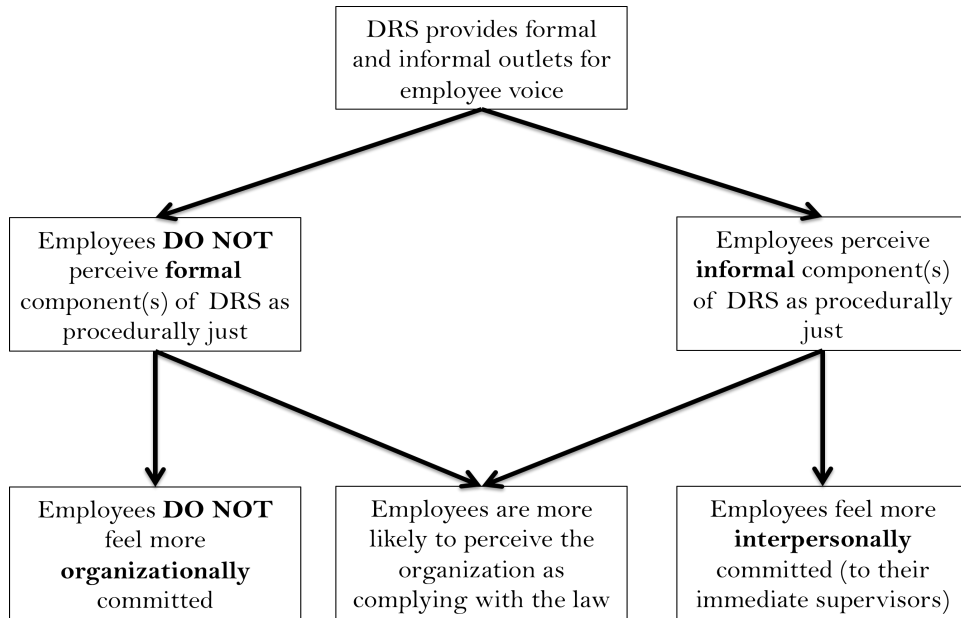 DRS provides formal
and informal outlets for
employee voice
Employees DO NOT
perceive formal
component(s) of DRS as
procedurally just
Employees perceive
informal component(s)
of DRS as procedurally
just
Employees DO NOT
feel more
organizationally
committed
Employees are more
likely to perceive the
organization as
complying with the law
Employees feel more
interpersonally
committed (to their
immediate supervisors)